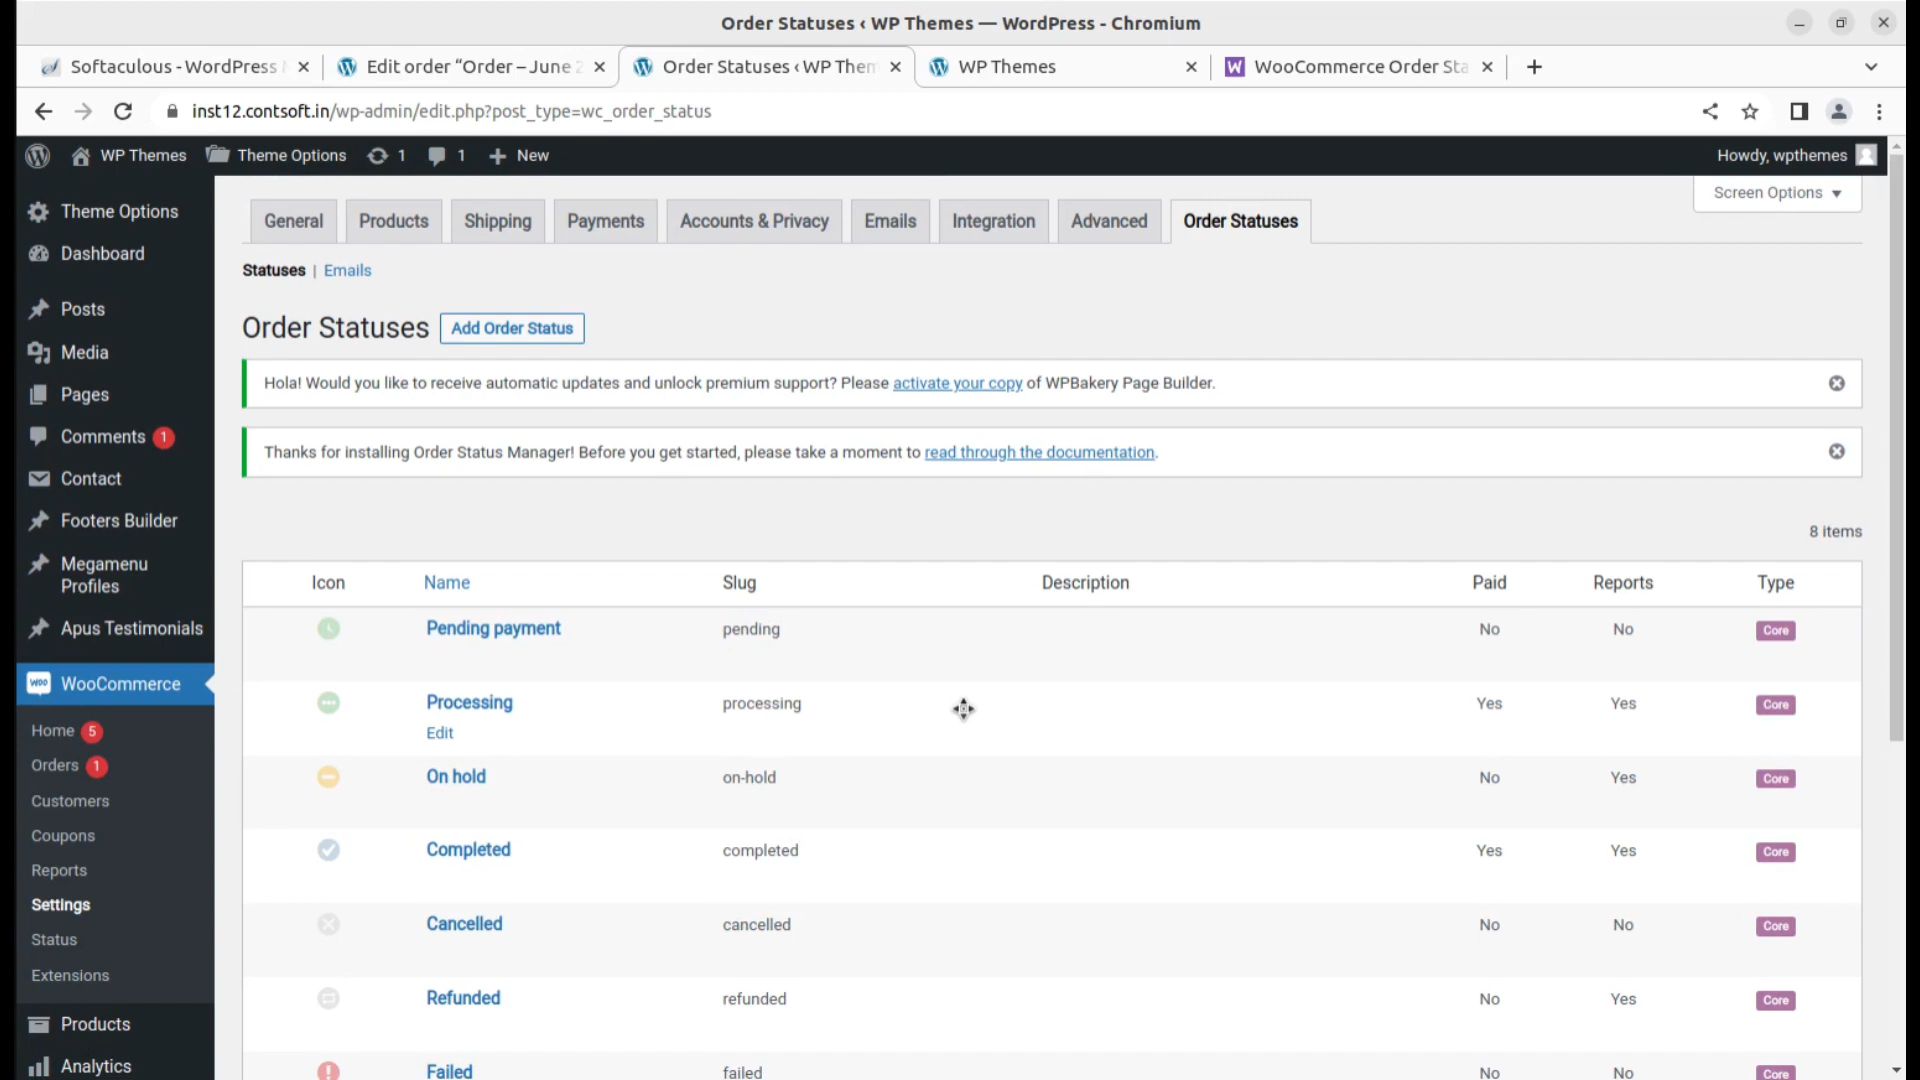 Order Statuses ‹ WP Themes — WordPress - Chromium
Softaculous - WordPress
Edit order “Order – June 2
Order Statuses ‹ WP Them
WP Themes
WooCommerce Order Sta
inst12.contsoft.in/wp-admin/edit.php?post_type=wc_order_status
WP Themes
Theme Options
1
1
New
Howdy, wpthemes
Screen Options
Theme Options
Dashboard
Posts
Media
Pages
Comments 1
Contact
Footers Builder
Megamenu
Profiles
Apus Testimonials
WooCommerce
Home 5
Orders 1
Customers
Coupons
Reports
Settings
Status
Extensions
Products
Analytics
General Products Shipping Payments Accounts & Privacy Emails Integration Advanced Order Statuses
Statuses | Emails
Order Statuses Add Order Status
Hola! Would you like to receive automatic updates and unlock premium support? Please activate your copy of WPBakery Page Builder.
Thanks for installing Order Status Manager! Before you get started, please take a moment to read through the documentation.
8 items
Icon Name Slug Description Paid Reports Type
Pending payment pending No No Core
Processing processing Yes Yes Core
Edit
On hold on-hold No Yes Core
Completed completed Yes Yes Core
Cancelled cancelled No No Core
Refunded refunded No Yes Core
Failed failed No No Core